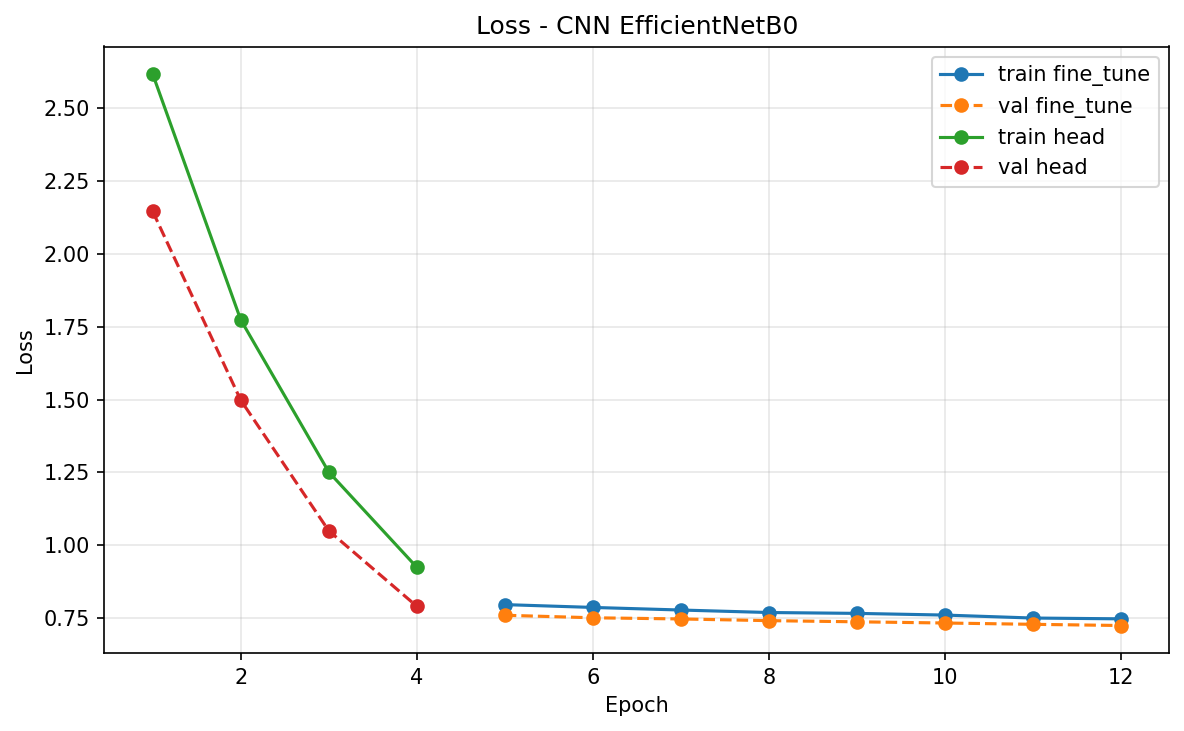 Loss - CNN EfficientNetB0
train fine_tune
val fine_tune
train head
val head
2.50
2.25
2.00
1.75
1.50
1.25
1.00
0.75
Loss
2 4 6 8 10 12
Epoch